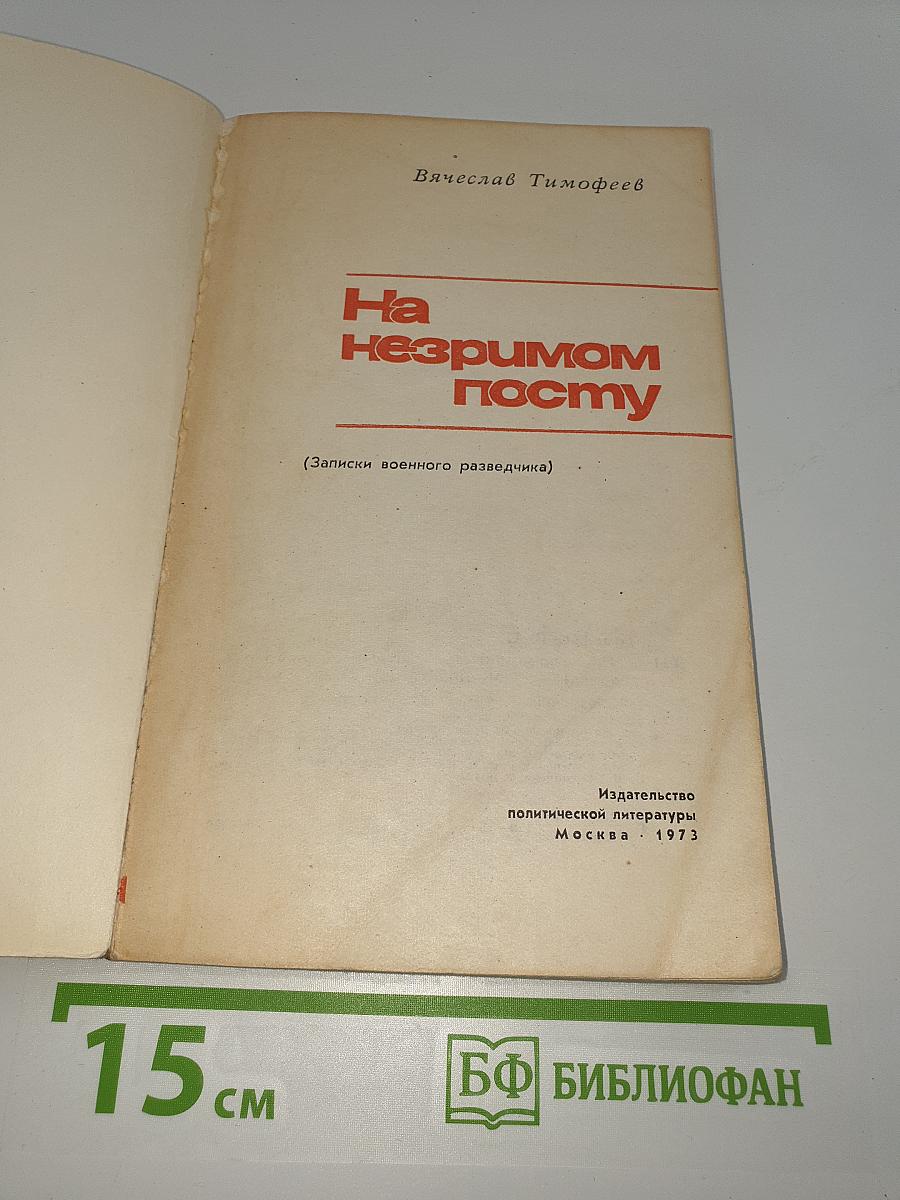 Вячеслав Тимофеев
На
незримом
посту
(Записки военного разведчика)
Издательство
политической литературы
Москва · 1973
15 см
БФ БИБЛИОФАН